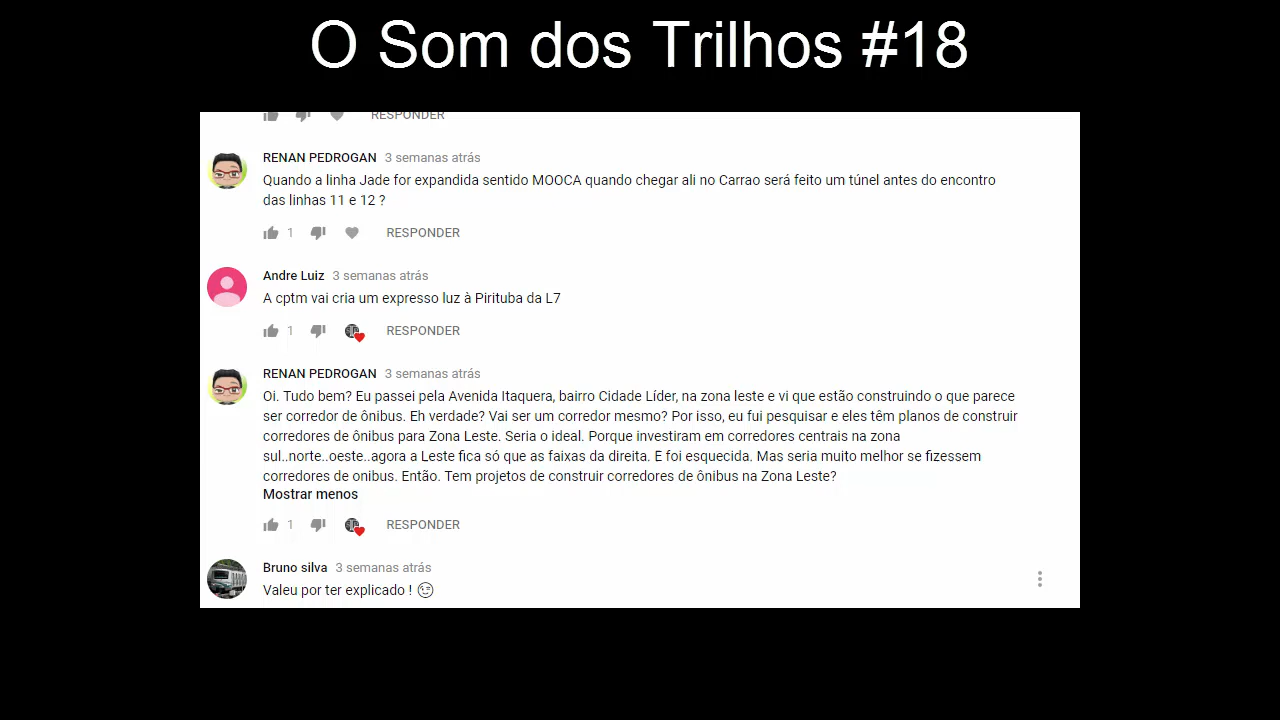 O Som dos Trilhos #18
RESPONDER
RENAN PEDROGAN 3 semanas atrás
Quando a linha Jade for expandida sentido MOOCA quando chegar ali no Carrao será feito um túnel antes do encontro
das linhas 11 e 12 ?
1 RESPONDER
Andre Luiz 3 semanas atrás
A cptm vai cria um expresso luz à Pirituba da L7
1 RESPONDER
RENAN PEDROGAN 3 semanas atrás
Oi. Tudo bem? Eu passei pela Avenida Itaquera, bairro Cidade Líder, na zona leste e vi que estão construindo o que parece
ser corredor de ônibus. Eh verdade? Vai ser um corredor mesmo? Por isso, eu fui pesquisar e eles têm planos de construir
corredores de ônibus para Zona Leste. Seria o ideal. Porque investiram em corredores centrais na zona
sul..norte..oeste..agora a Leste fica só que as faixas da direita. E foi esquecida. Mas seria muito melhor se fizessem
corredores de onibus. Então. Tem projetos de construir corredores de ônibus na Zona Leste?
Mostrar menos
1 RESPONDER
Bruno silva 3 semanas atrás
Valeu por ter explicado ! 😉